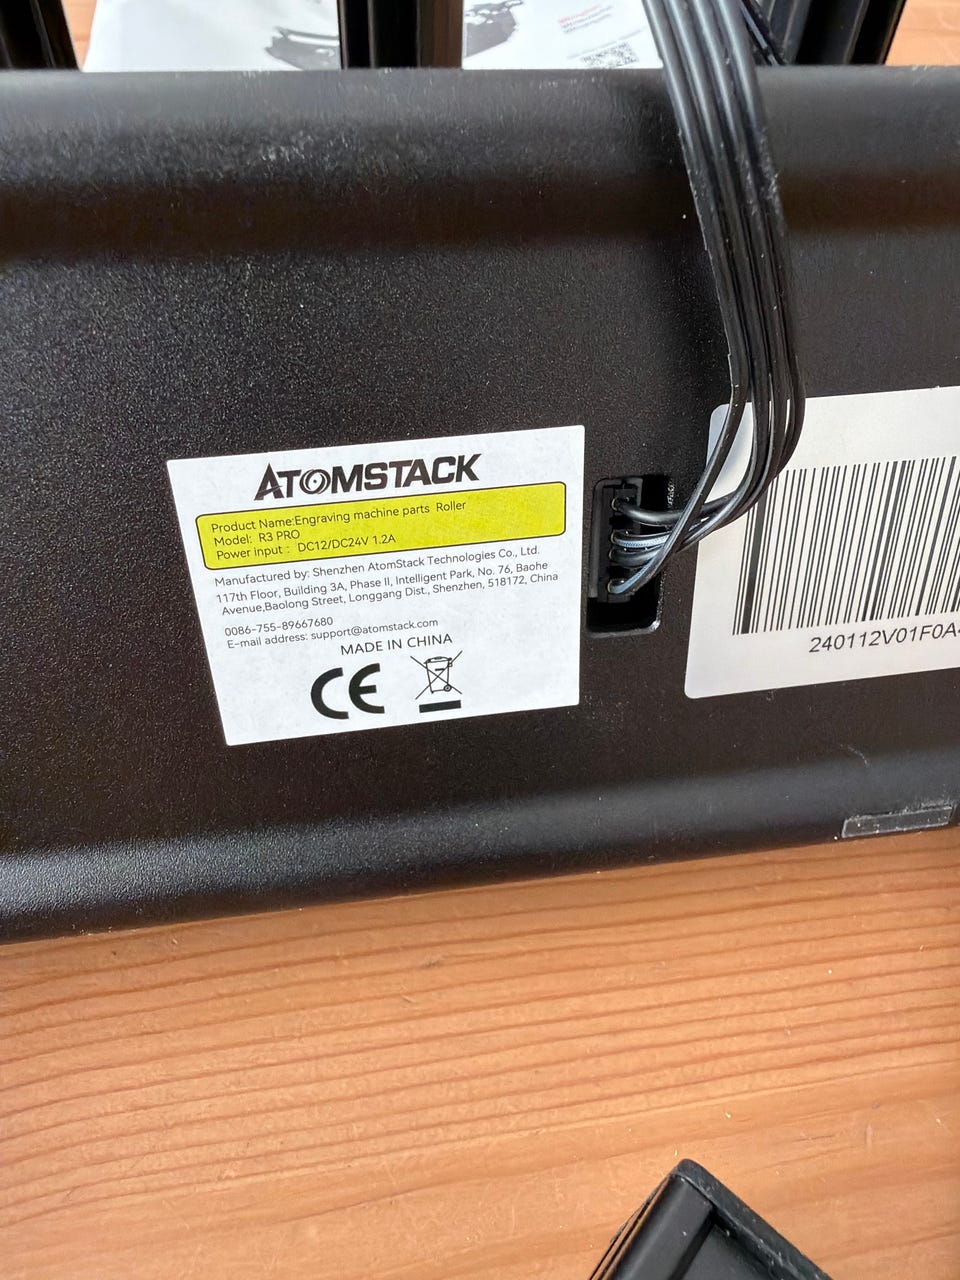 ATOMSTACK
Product Name:Engraving machine parts Roller
Model: R3 PRO
Power input : DC12/DC24V 1.2A
Manufactured by: Shenzhen AtomStack Technologies Co., Ltd.
117th Floor, Building 3A, Phase II, Intelligent Park, No. 76, Baohe
Avenue,Baolong Street, Longgang Dist., Shenzhen, 518172, China
0086-755-89667680
E-mail address: support@atomstack.com
MADE IN CHINA
CE
240112V01F0A